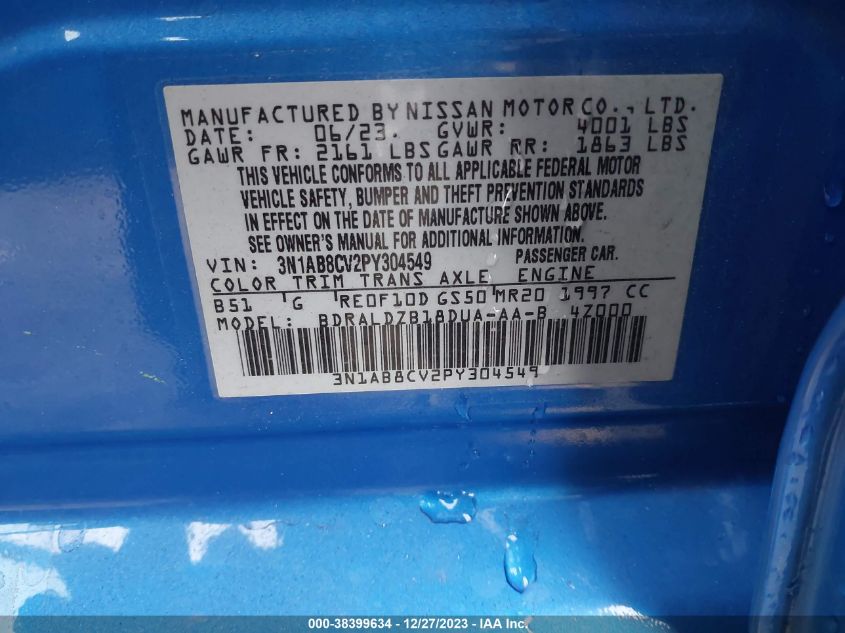 MANUFACTURED BY NISSAN MOTOR CO., LTD.
DATE: 06/23. GVWR: 4001 LBS
GAWR FR: 2161 LBS GAWR RR: 1863 LBS
THIS VEHICLE CONFORMS TO ALL APPLICABLE FEDERAL MOTOR
VEHICLE SAFETY, BUMPER AND THEFT PREVENTION STANDARDS
IN EFFECT ON THE DATE OF MANUFACTURE SHOWN ABOVE.
SEE OWNER'S MANUAL FOR ADDITIONAL INFORMATION.
VIN: 3N1AB8CV2PY304549 PASSENGER CAR.
COLOR TRIM TRANS AXLE ENGINE
B51 G RE0F10D GS50 MR20 1997 CC
MODEL: BDRALDZB18DUA-AA-B 4Z000
3N1AB8CV2PY304549
000-38399634 - 12/27/2023 - IAA Inc.